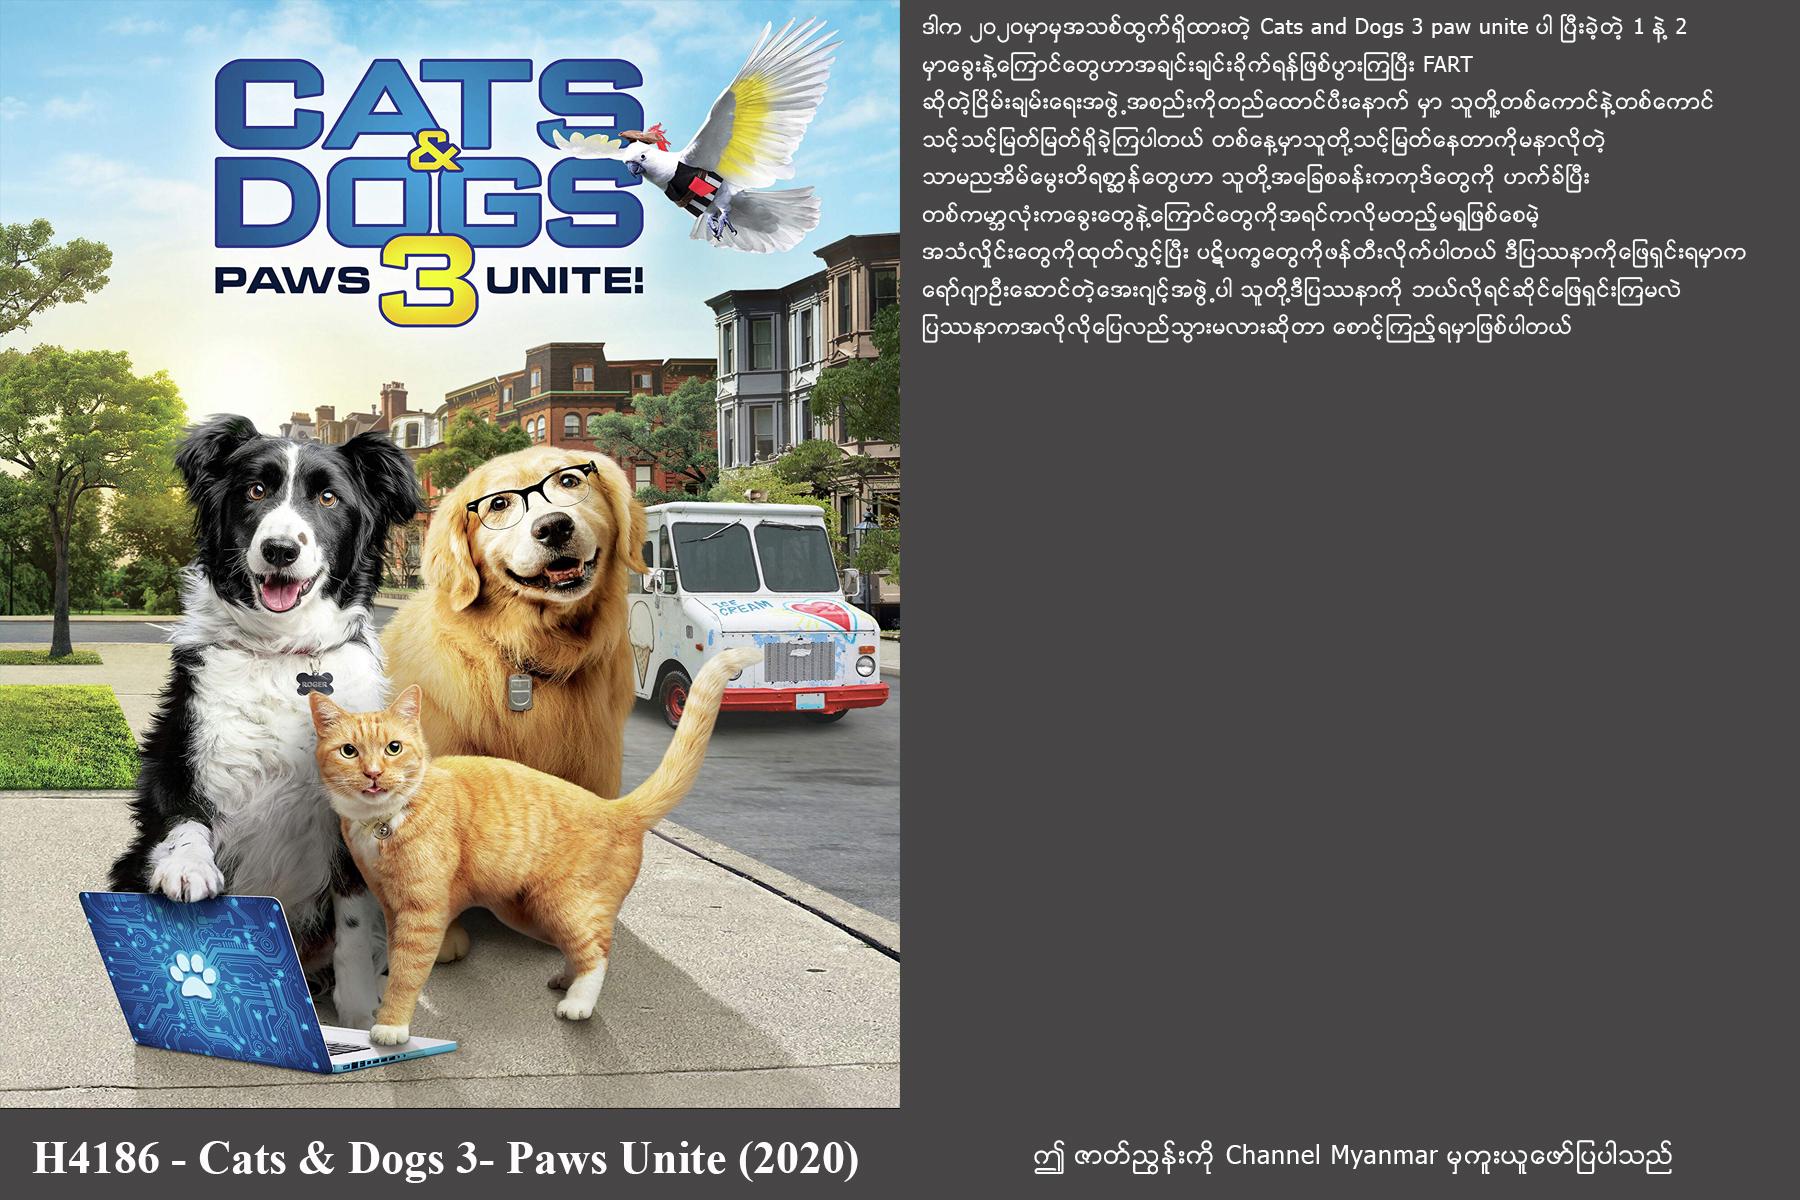 CATS
&
DOGS
3
PAWS UNITE!
ROGER
ICE CREAM
ဒါက ၂၀၂၀မှာမှအသစ်ထွက်ရှိထားတဲ့ Cats and Dogs 3 paw unite ပါ ပြီးခဲ့တဲ့ 1 နဲ့ 2
မှာခွေးနဲ့ကြောင်တွေဟာအချင်းချင်းခိုက်ရန်ဖြစ်ပွားကြပြီး FART
ဆိုတဲ့ငြိမ်းချမ်းရေးအဖွဲ့အစည်းကိုတည်ထောင်ပီးနောက် မှာ သူတို့တစ်ကောင်နဲ့တစ်ကောင်
သင့်သင့်မြတ်မြတ်ရှိခဲ့ကြပါတယ် တစ်နေ့မှာသူတို့သင့်မြတ်နေတာကိုမနာလိုတဲ့
သာမညအိမ်မွေးတိရစ္ဆာန်တွေဟာ သူတို့အခြေစခန်းကကုဒ်တွေကို ဟက်ခ်ပြီး
တစ်ကမ္ဘာလုံးကခွေးတွေနဲ့ကြောင်တွေကိုအရင်ကလိုမတည့်မရှုဖြစ်စေမဲ့
အသံလှိုင်းတွေကိုထုတ်လွှင့်ပြီး ပဋိပက္ခတွေကိုဖန်တီးလိုက်ပါတယ် ဒီပြဿနာကိုဖြေရှင်းရမှာက
ရော်ဂျာဦးဆောင်တဲ့အေးဂျင့်အဖွဲ့ပါ သူတို့ဒီပြဿနာကို ဘယ်လိုရင်ဆိုင်ဖြေရှင်းကြမလဲ
ပြဿနာကအလိုလိုပြေလည်သွားမလားဆိုတာ စောင့်ကြည့်ရမှာဖြစ်ပါတယ်
H4186 - Cats & Dogs 3- Paws Unite (2020)
ဤ ဇာတ်ညွှန်းကို Channel Myanmar မှကူးယူဖော်ပြပါသည်